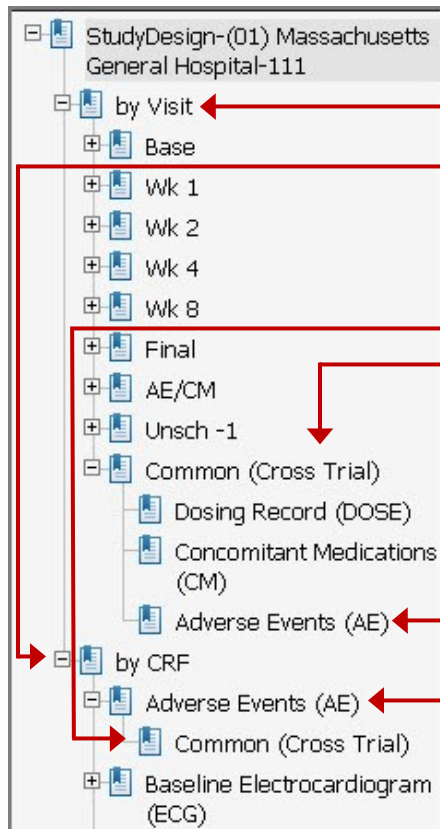 StudyDesign-(01) Massachusetts
General Hospital-111
by Visit
Base
Wk 1
Wk 2
Wk 4
Wk 8
Final
AE/CM
Unsch -1
Common (Cross Trial)
Dosing Record (DOSE)
Concomitant Medications
(CM)
Adverse Events (AE)
by CRF
Adverse Events (AE)
Common (Cross Trial)
Baseline Electrocardiogram
(ECG)